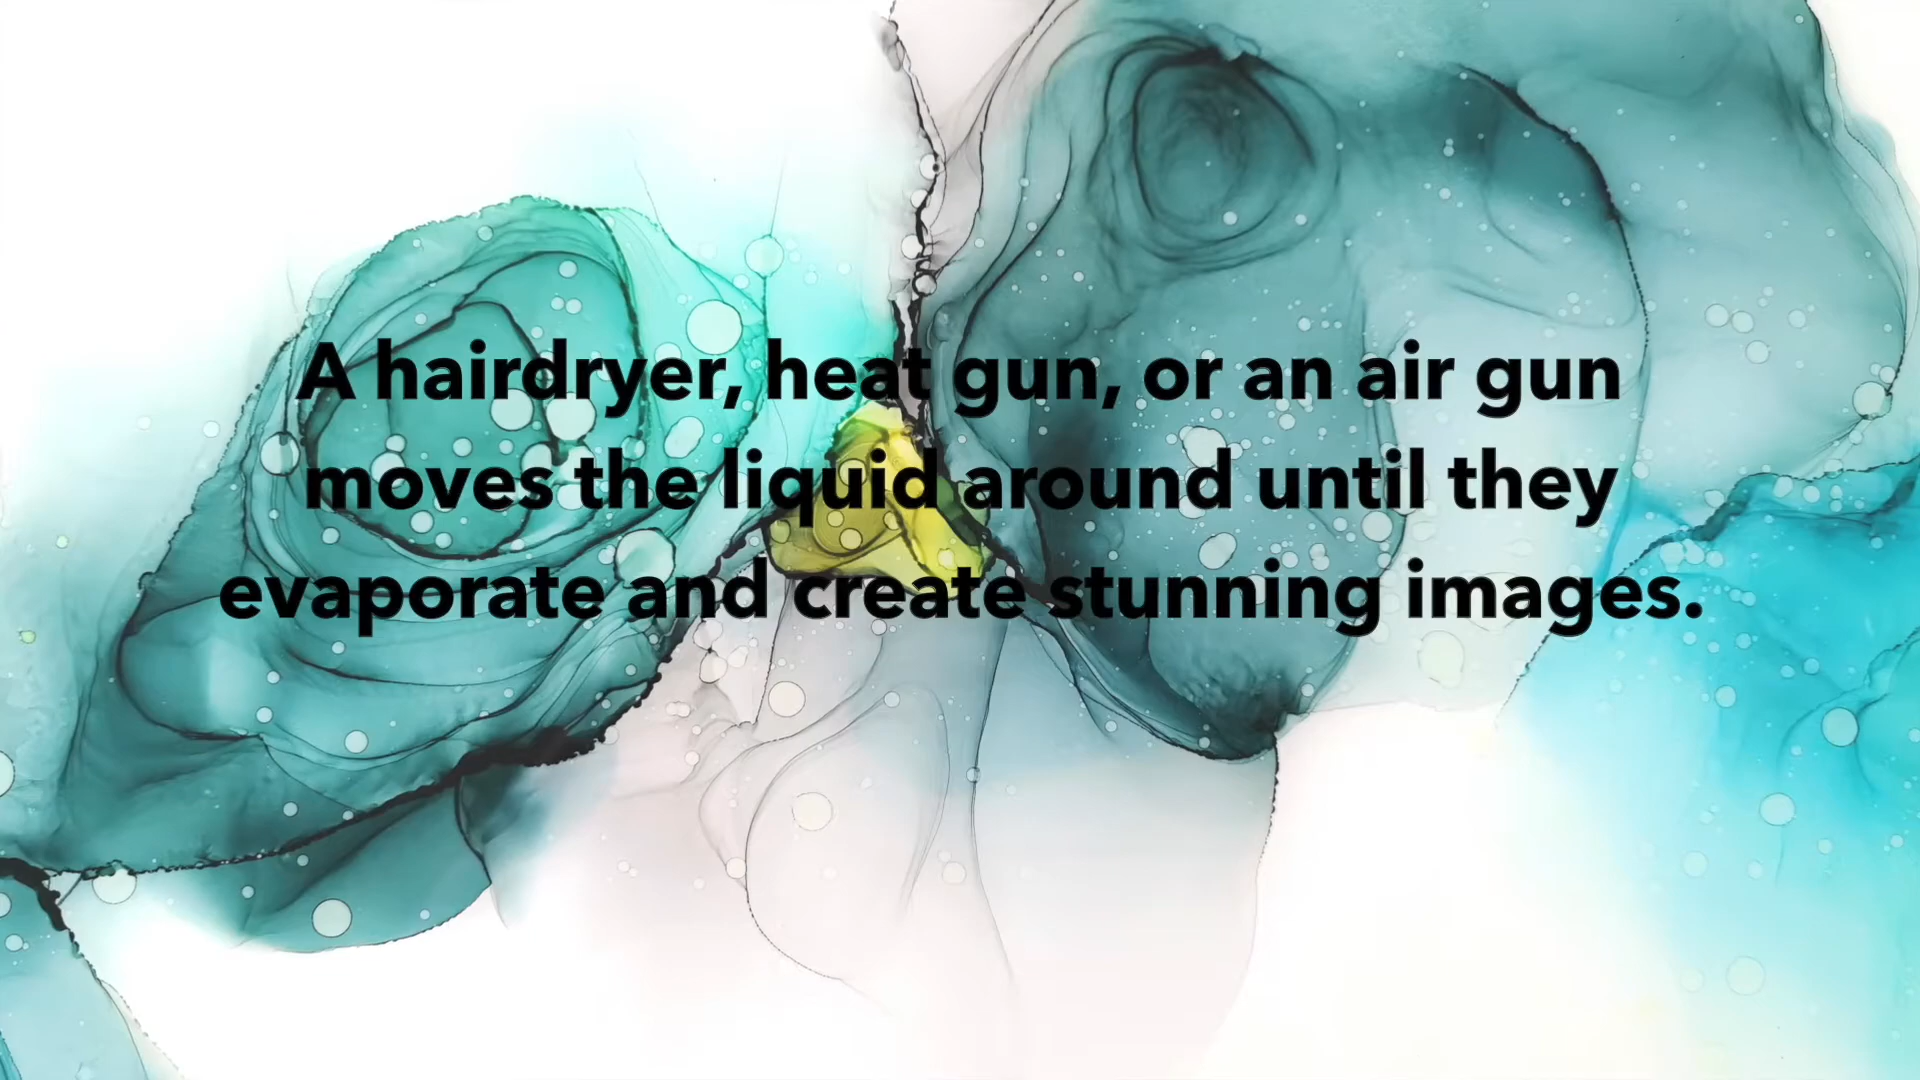 A hairdryer, heat gun, or an air gun
moves the liquid around until they
evaporate and create stunning images.